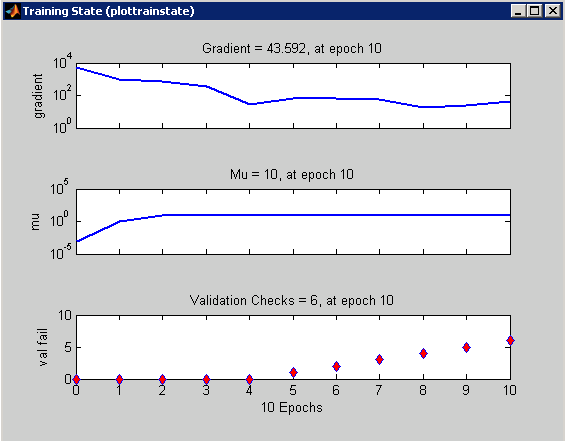 Training State (plottrainstate)
Gradient = 43.592, at epoch 10
10^4
10^2
10^0
gradient
Mu = 10, at epoch 10
10^5
10^0
10^-5
mu
Validation Checks = 6, at epoch 10
10
5
0
val fail
0 1 2 3 4 5 6 7 8 9 10
10 Epochs